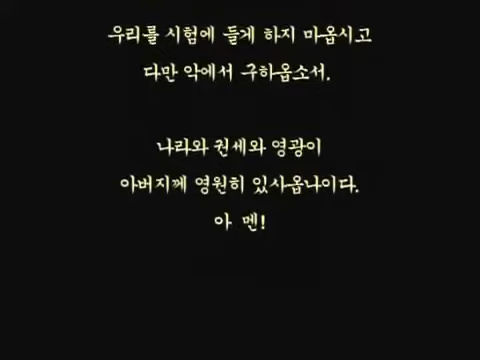 우리를 시험에 들게 하지 마옵시고
다만 악에서 구하옵소서.
나라와 권세와 영광이
아버지께 영원히 있사옵나이다.
아 멘!